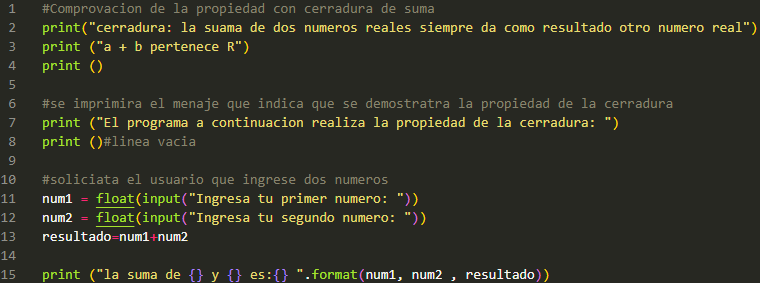 1 #Comprovacion de la propiedad con cerradura de suma
2 print("cerradura: la suama de dos numeros reales siempre da como resultado otro numero real")
3 print ("a + b pertenece R")
4 print ()
5
6 #se imprimira el menaje que indica que se demostratra la propiedad de la cerradura
7 print ("El programa a continuacion realiza la propiedad de la cerradura: ")
8 print ()#linea vacia
9
10 #soliciata el usuario que ingrese dos numeros
11 num1 = float(input("Ingresa tu primer numero: "))
12 num2 = float(input("Ingresa tu segundo numero: "))
13 resultado=num1+num2
14
15 print ("la suma de {} y {} es:{} ".format(num1, num2 , resultado))